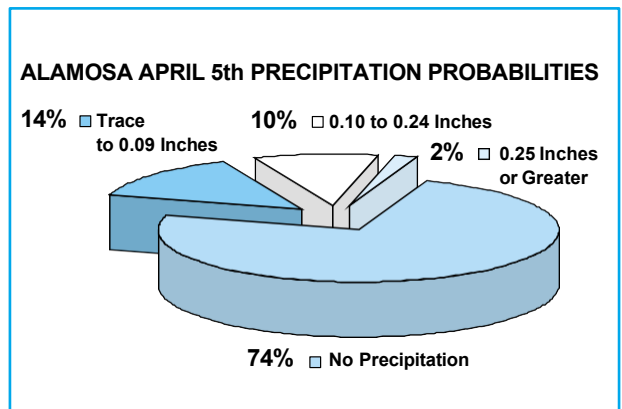 ALAMOSA APRIL 5th PRECIPITATION PROBABILITIES
14% Trace
to 0.09 Inches
10% 0.10 to 0.24 Inches
2% 0.25 Inches
or Greater
74% No Precipitation